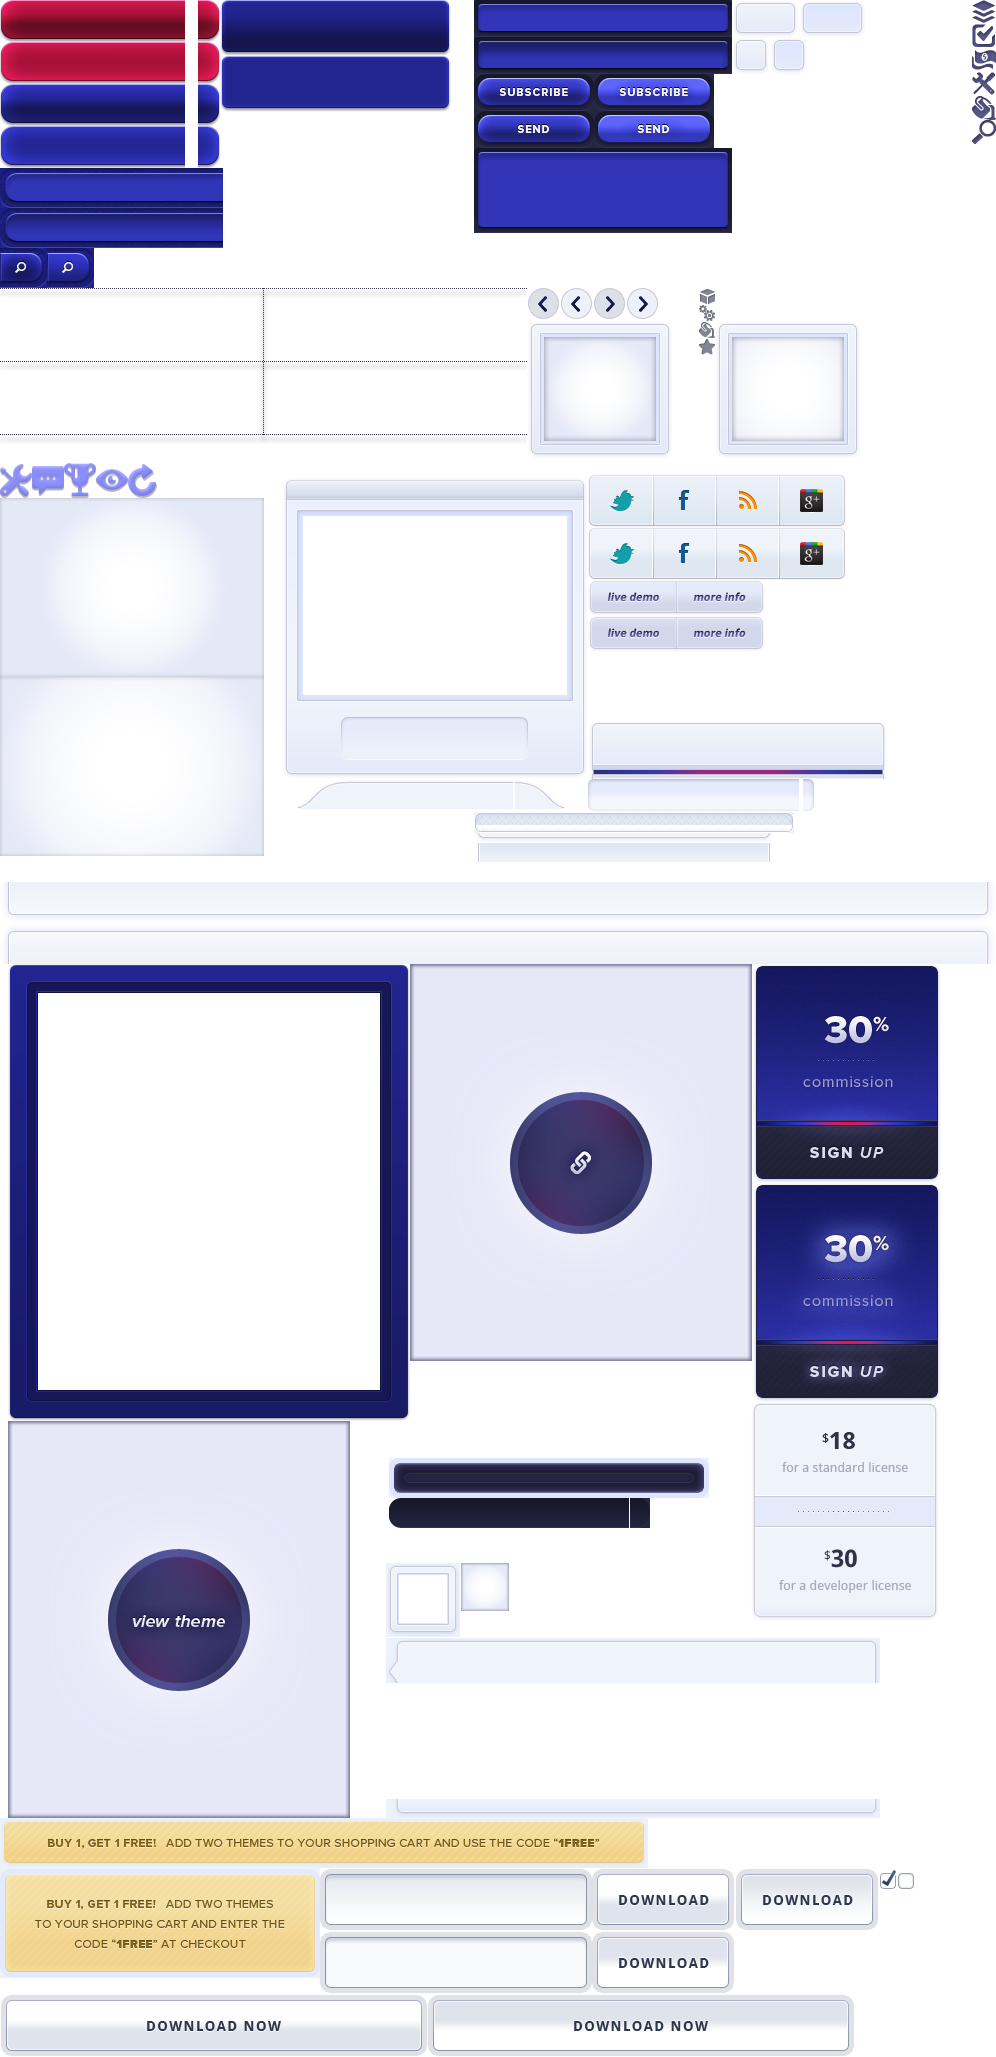 SUBSCRIBE SUBSCRIBE
SEND SEND
g+
g+
live demo more info
live demo more info
30%
commission
SIGN UP
30%
commission
SIGN UP
$18
for a standard license
$30
for a developer license
view theme
BUY 1, GET 1 FREE! ADD TWO THEMES TO YOUR SHOPPING CART AND USE THE CODE “1FREE”
BUY 1, GET 1 FREE! ADD TWO THEMES
TO YOUR SHOPPING CART AND ENTER THE
CODE “1FREE” AT CHECKOUT
DOWNLOAD DOWNLOAD
DOWNLOAD
DOWNLOAD NOW DOWNLOAD NOW